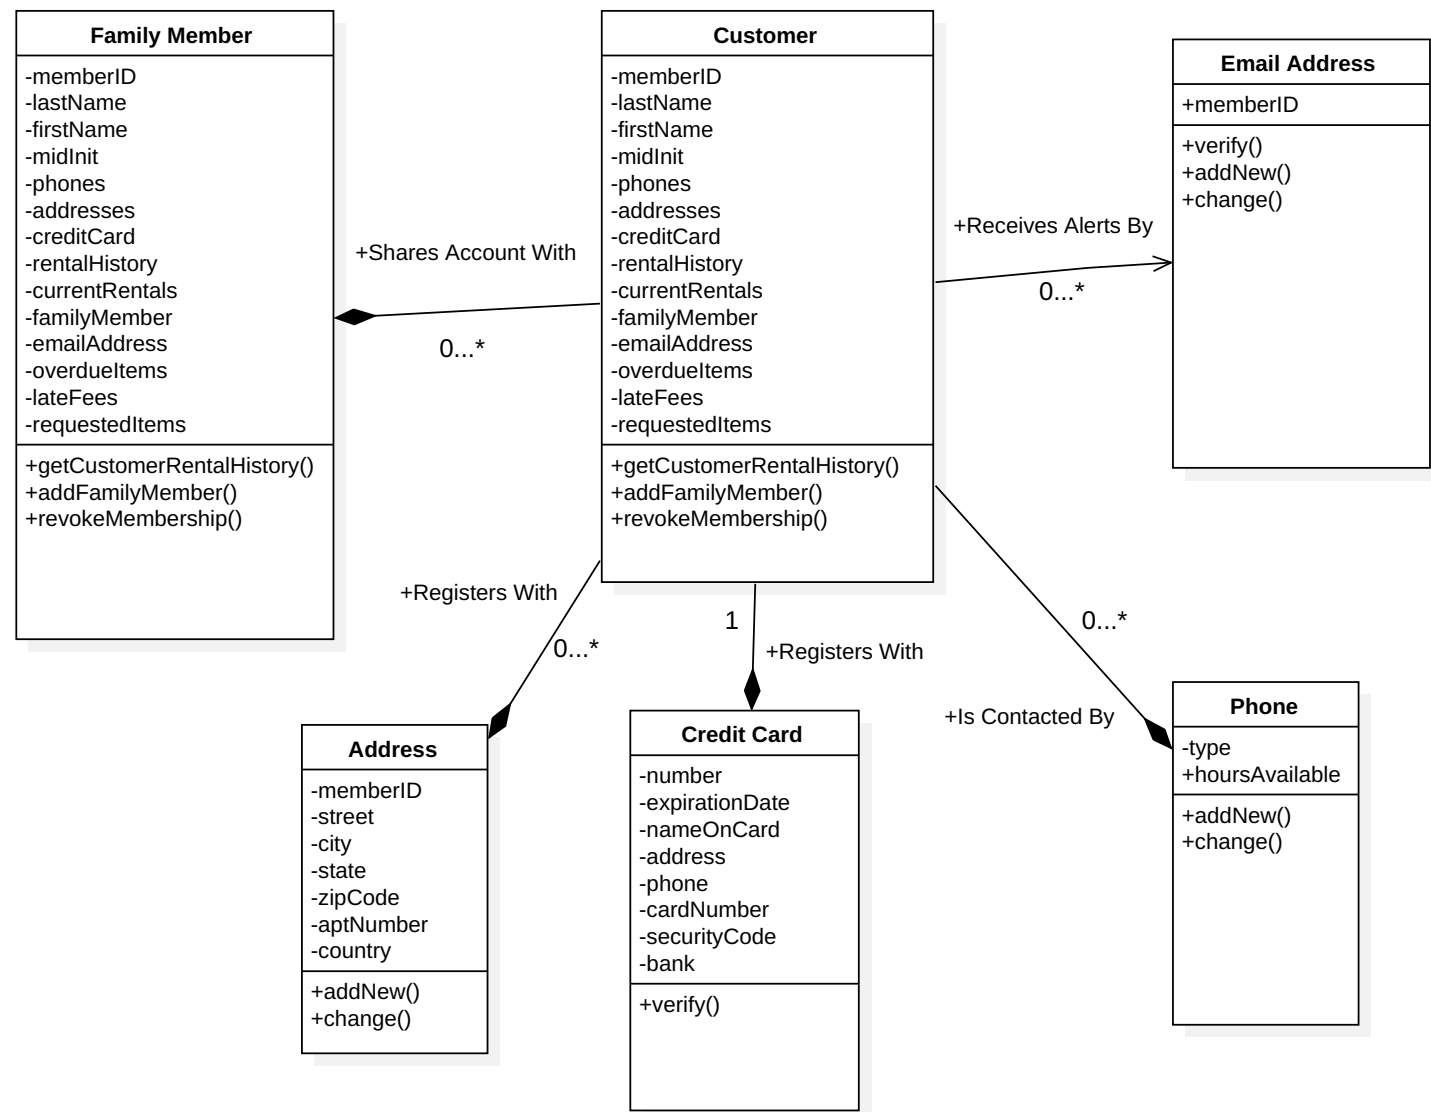 Family Member
-memberID
-lastName
-firstName
-midInit
-phones
-addresses
-creditCard
-rentalHistory
-currentRentals
-familyMember
-emailAddress
-overdueItems
-lateFees
-requestedItems
+getCustomerRentalHistory()
+addFamilyMember()
+revokeMembership()
+Shares Account With
0...*
Customer
-memberID
-lastName
-firstName
-midInit
-phones
-addresses
-creditCard
-rentalHistory
-currentRentals
-familyMember
-emailAddress
-overdueItems
-lateFees
-requestedItems
+getCustomerRentalHistory()
+addFamilyMember()
+revokeMembership()
+Receives Alerts By
0...*
Email Address
+memberID
+verify()
+addNew()
+change()
+Registers With
0...*
1
+Registers With
0...*
+Is Contacted By
Address
-memberID
-street
-city
-state
-zipCode
-aptNumber
-country
+addNew()
+change()
Credit Card
-number
-expirationDate
-nameOnCard
-address
-phone
-cardNumber
-securityCode
-bank
+verify()
Phone
-type
+hoursAvailable
+addNew()
+change()